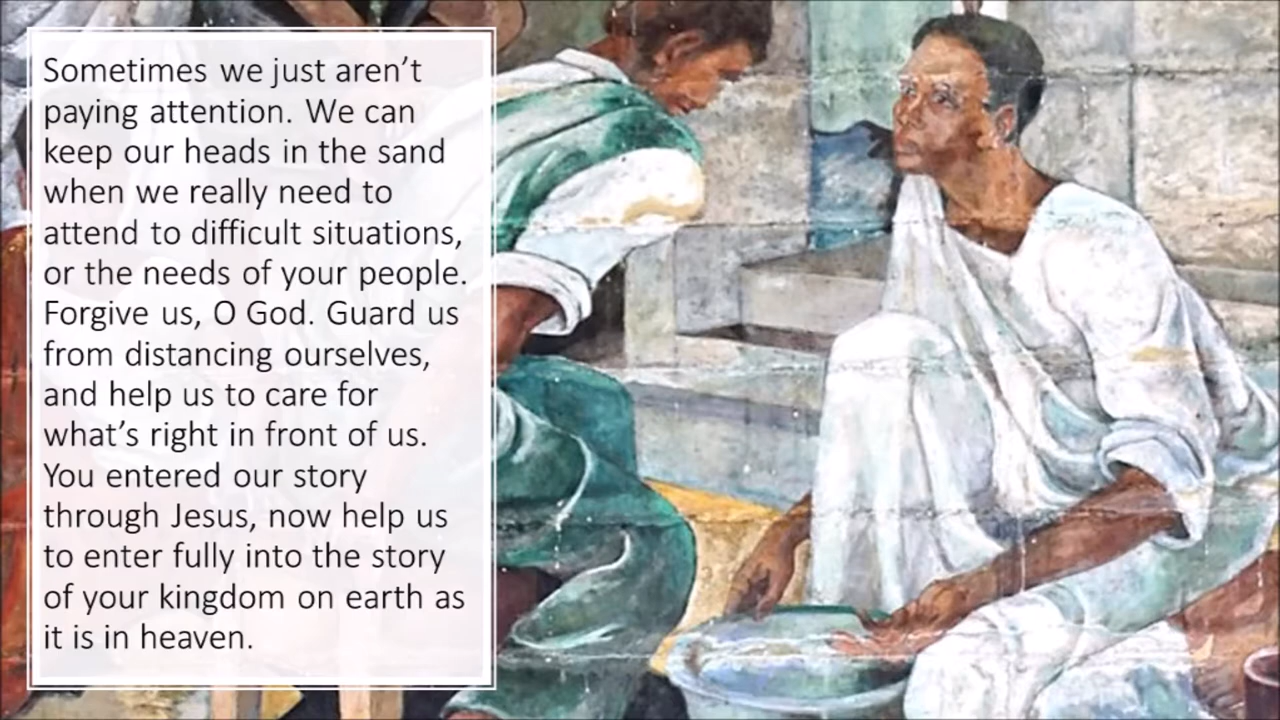 Sometimes we just aren’t
paying attention. We can
keep our heads in the sand
when we really need to
attend to difficult situations,
or the needs of your people.
Forgive us, O God. Guard us
from distancing ourselves,
and help us to care for
what’s right in front of us.
You entered our story
through Jesus, now help us
to enter fully into the story
of your kingdom on earth as
it is in heaven.